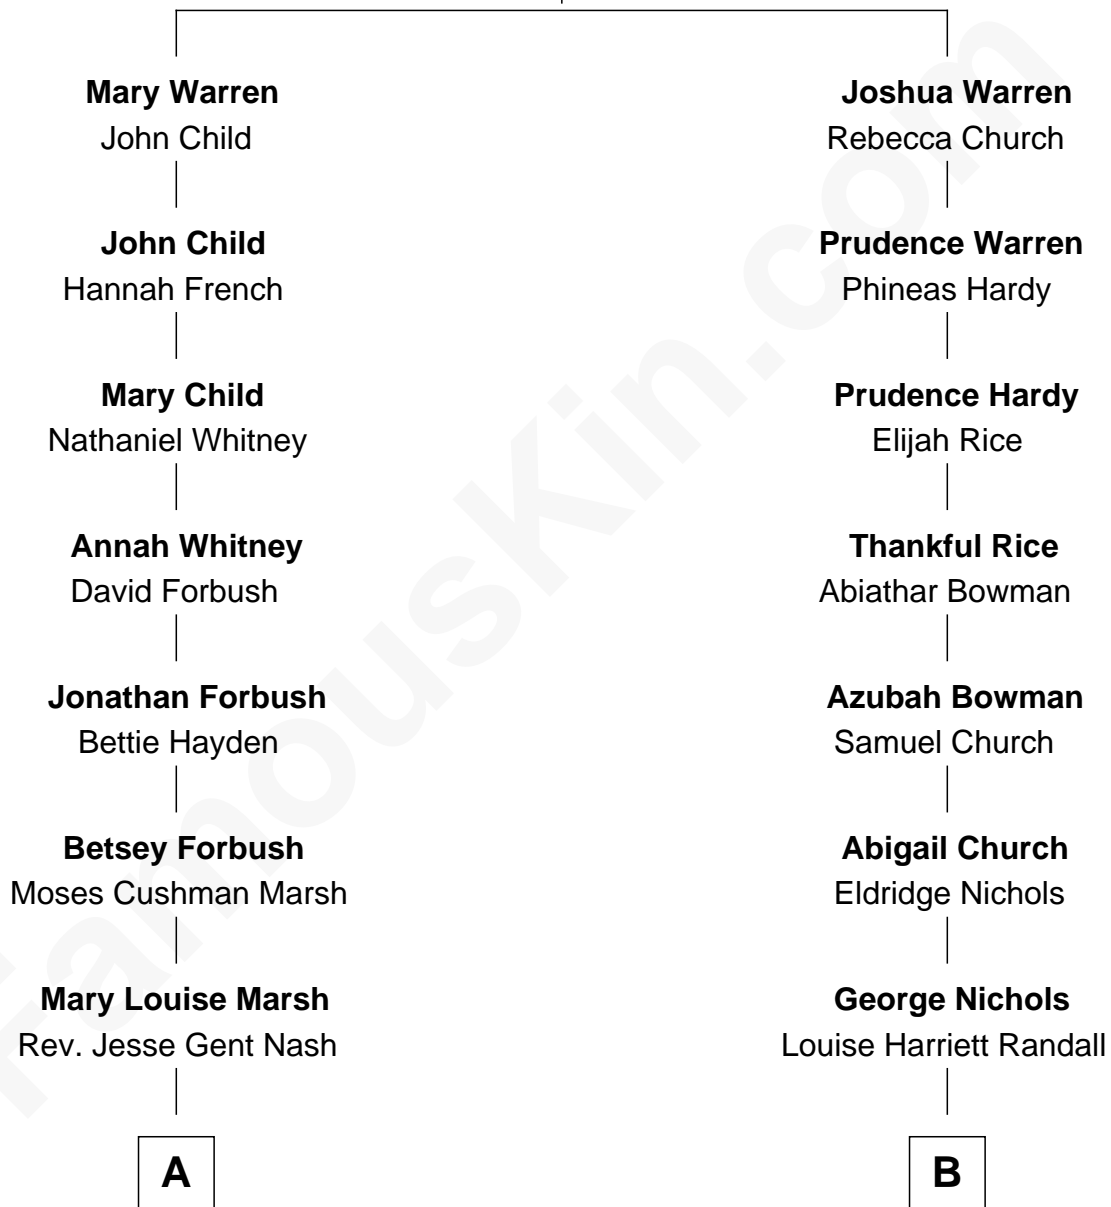 Mary Warren
John Child
John Child
Hannah French
Mary Child
Nathaniel Whitney
Annah Whitney
David Forbush
Jonathan Forbush
Bettie Hayden
Betsey Forbush
Moses Cushman Marsh
Mary Louise Marsh
Rev. Jesse Gent Nash
A
Joshua Warren
Rebecca Church
Prudence Warren
Phineas Hardy
Prudence Hardy
Elijah Rice
Thankful Rice
Abiathar Bowman
Azubah Bowman
Samuel Church
Abigail Church
Eldridge Nichols
George Nichols
Louise Harriett Randall
B
FamousKin.com